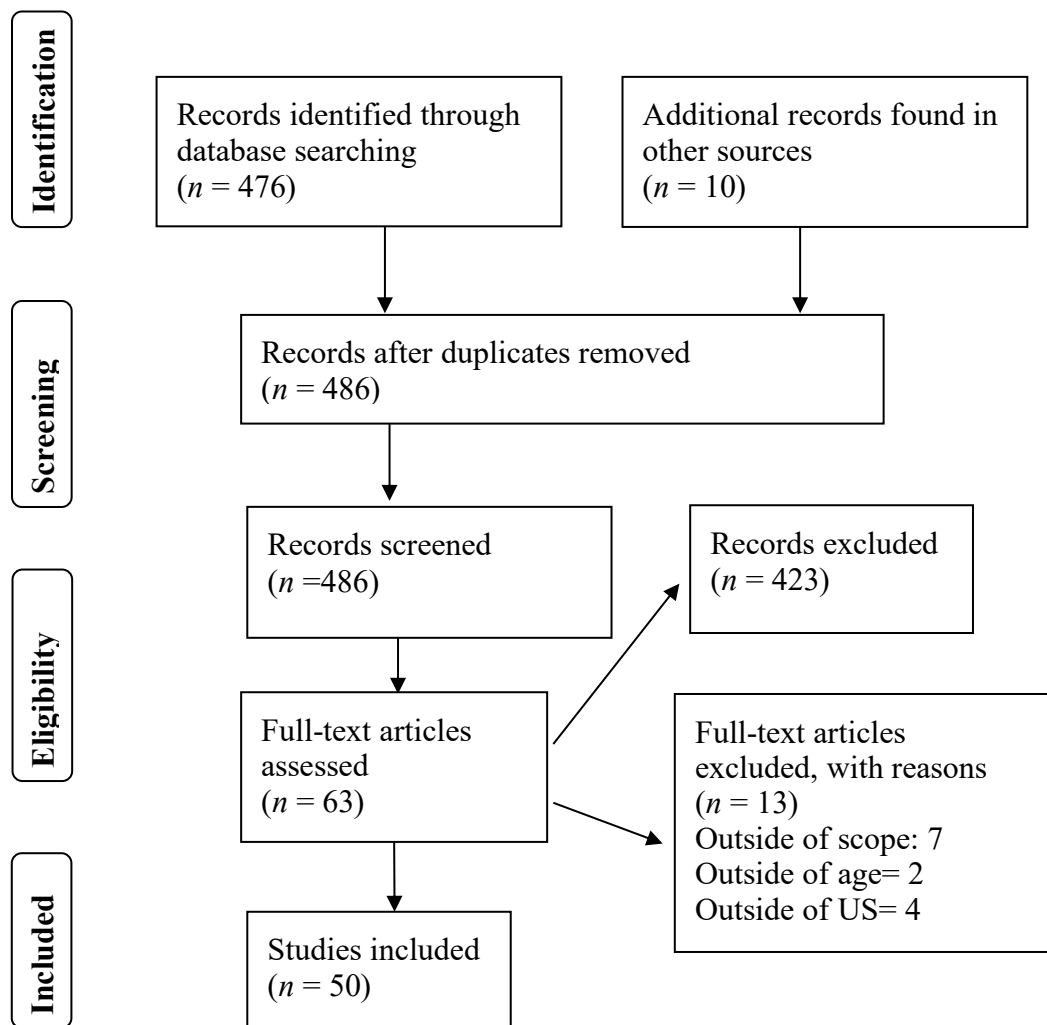 Identification
Records identified through
database searching
(n = 476)
Additional records found in
other sources
(n = 10)
Screening
Records after duplicates removed
(n = 486)
Records screened
(n =486)
Records excluded
(n = 423)
Eligibility
Full-text articles
assessed
(n = 63)
Full-text articles
excluded, with reasons
(n = 13)
Outside of scope: 7
Outside of age= 2
Outside of US= 4
Included
Studies included
(n = 50)